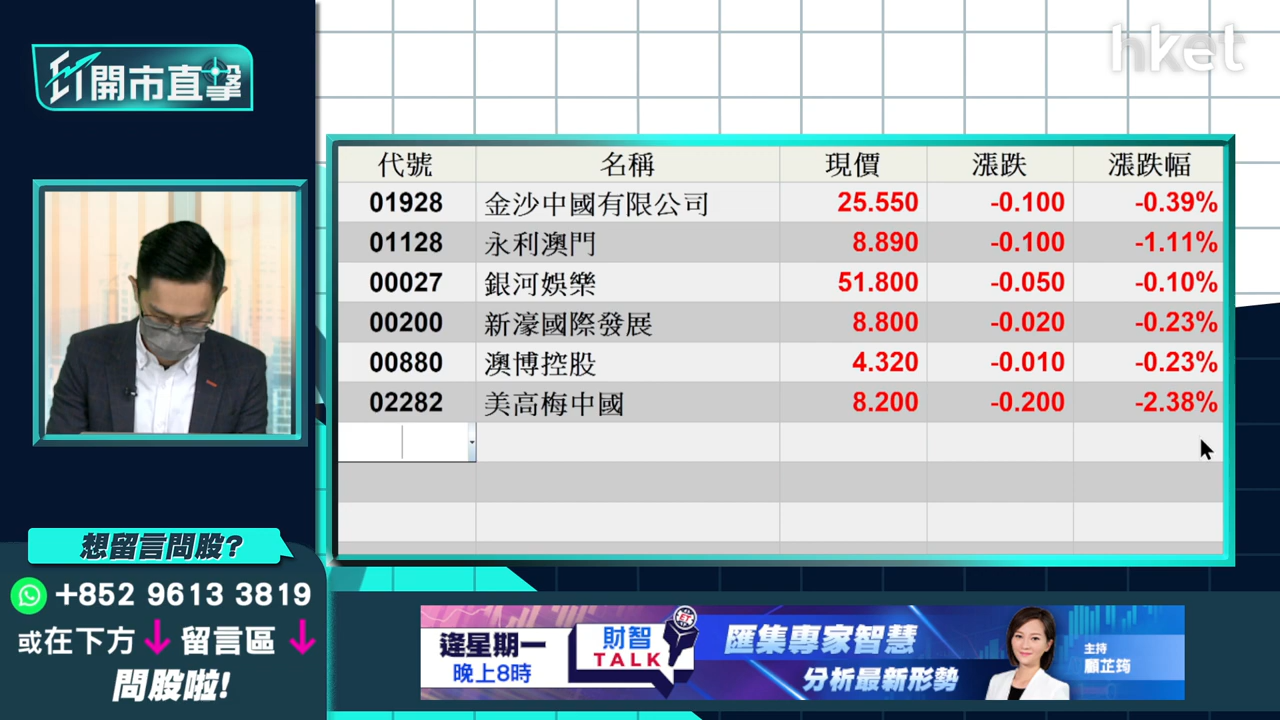 hket
ET開市直擊
代號 名稱 現價 漲跌 漲跌幅
01928 金沙中國有限公司 25.550 -0.100 -0.39%
01128 永利澳門 8.890 -0.100 -1.11%
00027 銀河娛樂 51.800 -0.050 -0.10%
00200 新濠國際發展 8.800 -0.020 -0.23%
00880 澳博控股 4.320 -0.010 -0.23%
02282 美高梅中國 8.200 -0.200 -2.38%
想留言問股?
+852 9613 3819
或在下方 留言區
問股啦!
逢星期一
晚上8時
財智
TALK
匯集專家智慧
分析最新形勢
主持
顧芷筠